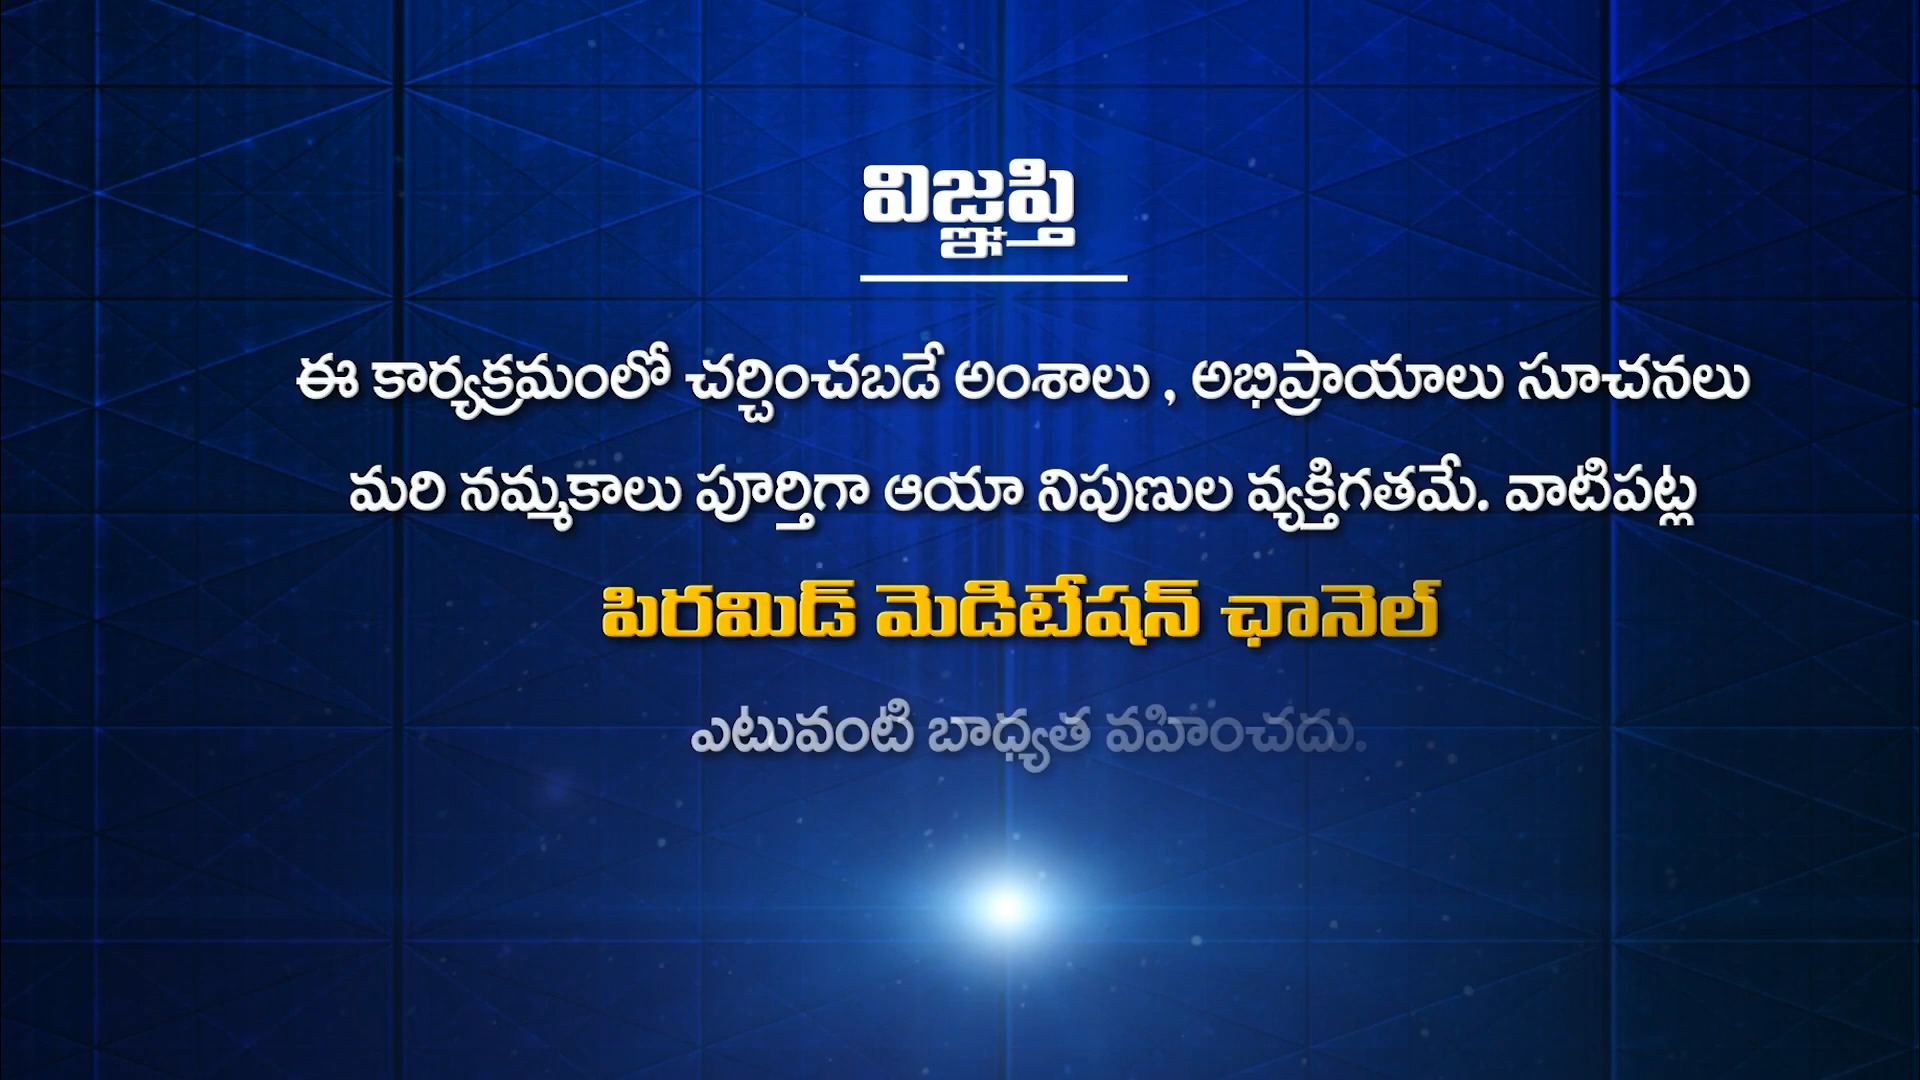 విజ్ఞప్తి
ఈ కార్యక్రమంలో చర్చించబడే అంశాలు , అభిప్రాయాలు సూచనలు
మరి నమ్మకాలు పూర్తిగా ఆయా నిపుణుల వ్యక్తిగతమే. వాటిపట్ల
పిరమిడ్ మెడిటేషన్ ఛానెల్
ఎటువంటి బాధ్యత వహించదు.